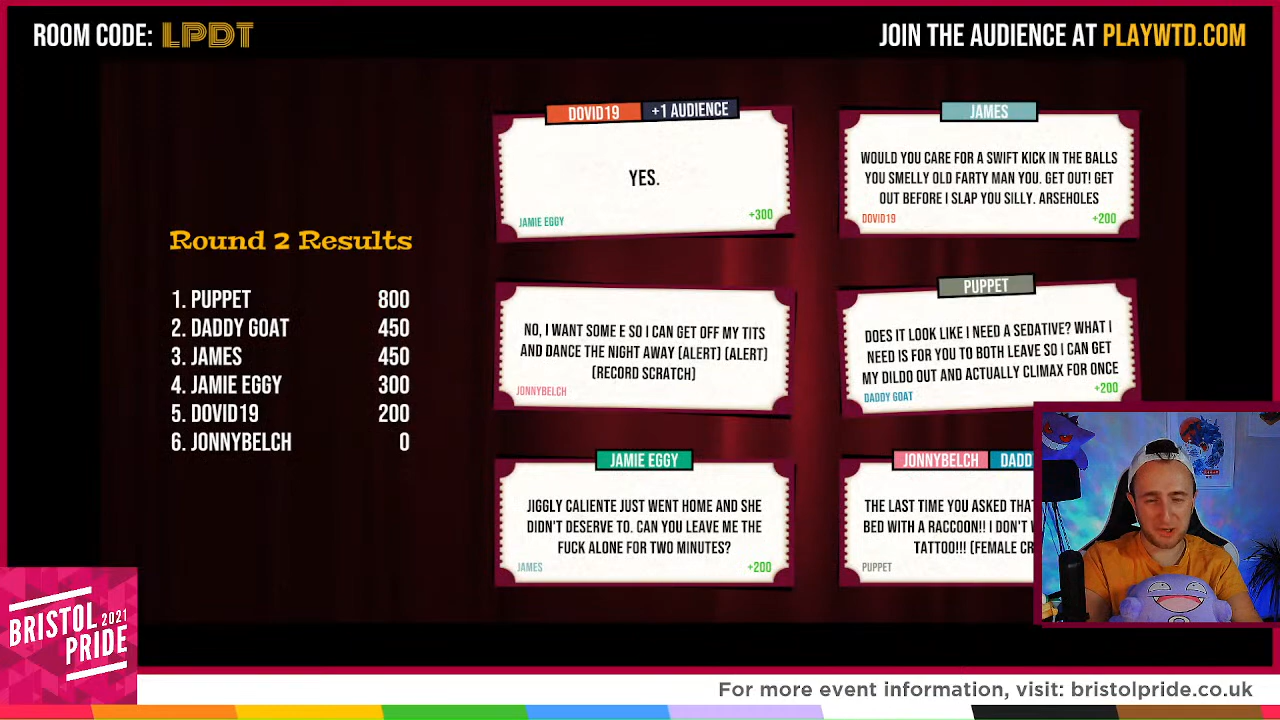 ROOM CODE: LPDT
JOIN THE AUDIENCE AT PLAYWTD.COM
Round 2 Results
1. PUPPET 800
2. DADDY GOAT 450
3. JAMES 450
4. JAMIE EGGY 300
5. DOVID19 200
6. JONNYBELCH 0
DOVID19 +1 AUDIENCE
YES.
JAMIE EGGY +300
JAMES
WOULD YOU CARE FOR A SWIFT KICK IN THE BALLS
YOU SMELLY OLD FARTY MAN YOU. GET OUT! GET
OUT BEFORE I SLAP YOU SILLY. ARSEHOLES
DOVID19 +200
NO, I WANT SOME E SO I CAN GET OFF MY TITS
AND DANCE THE NIGHT AWAY (ALERT) (ALERT)
(RECORD SCRATCH)
JONNYBELCH
PUPPET
DOES IT LOOK LIKE I NEED A SEDATIVE? WHAT I
NEED IS FOR YOU TO BOTH LEAVE SO I CAN GET
MY DILDO OUT AND ACTUALLY CLIMAX FOR ONCE
DADDY GOAT +200
JAMIE EGGY
JIGGLY CALIENTE JUST WENT HOME AND SHE
DIDN'T DESERVE TO. CAN YOU LEAVE ME THE
FUCK ALONE FOR TWO MINUTES?
JAMES +200
JONNYBELCH DADD
THE LAST TIME YOU ASKED THAT
BED WITH A RACCOON!! I DON'T
TATTOO!!! (FEMALE CR
PUPPET
BRISTOL 2021
PRIDE
For more event information, visit: bristolpride.co.uk